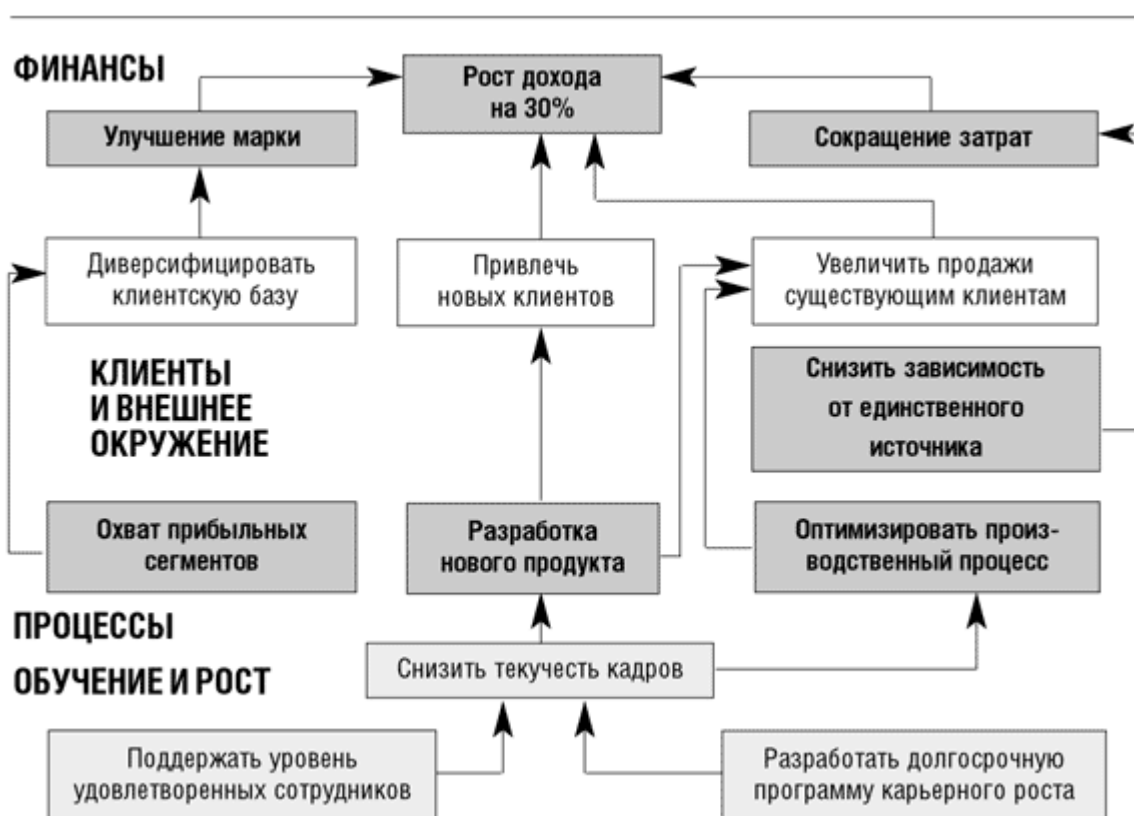 ФИНАНСЫ
Рост дохода
на 30%
Улучшение марки
Сокращение затрат
Диверсифицировать
клиентскую базу
Привлечь
новых клиентов
Увеличить продажи
существующим клиентам
КЛИЕНТЫ
И ВНЕШНЕЕ
ОКРУЖЕНИЕ
Снизить зависимость
от единственного
источника
Охват прибыльных
сегментов
Разработка
нового продукта
Оптимизировать произ-
водственный процесс
ПРОЦЕССЫ
ОБУЧЕНИЕ И РОСТ
Снизить текучесть кадров
Поддержать уровень
удовлетворенных сотрудников
Разработать долгосрочную
программу карьерного роста